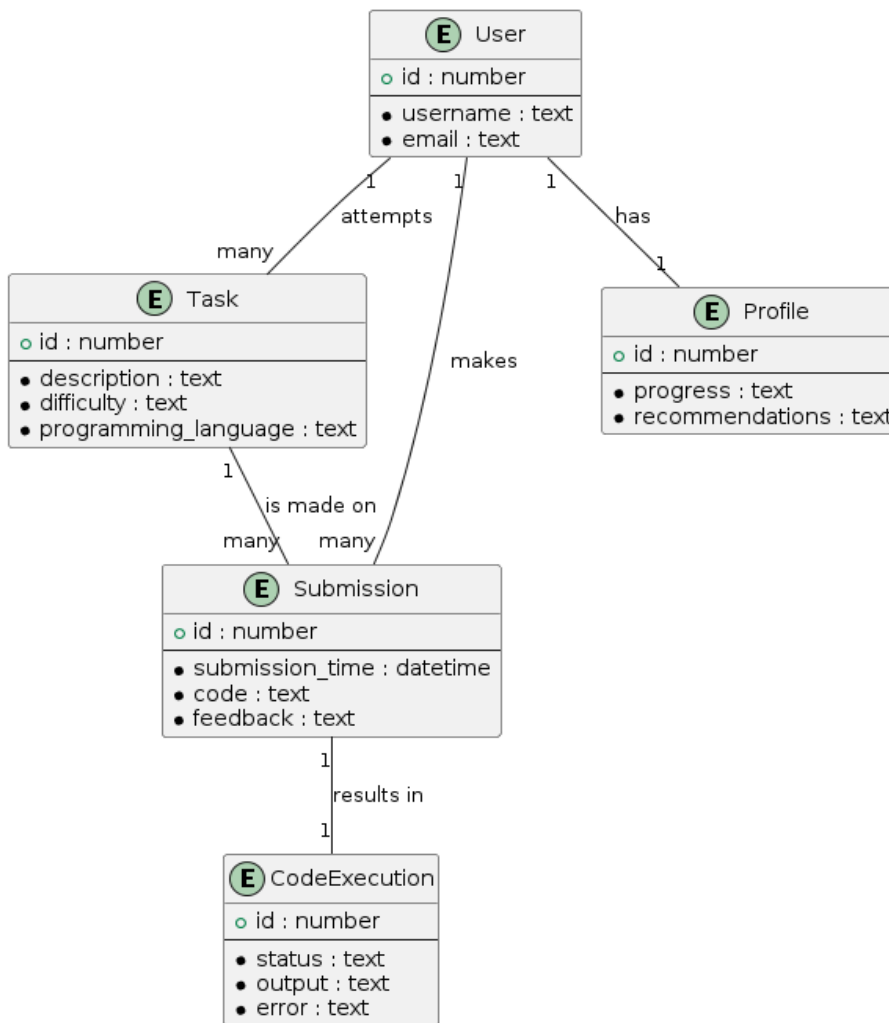 E User
id : number
username : text
email : text
1
1
1
attempts
has
many
1
E Task
id : number
description : text
difficulty : text
programming_language : text
makes
E Profile
id : number
progress : text
recommendations : text
1
is made on
many
many
E Submission
id : number
submission_time : datetime
code : text
feedback : text
1
results in
1
E CodeExecution
id : number
status : text
output : text
error : text